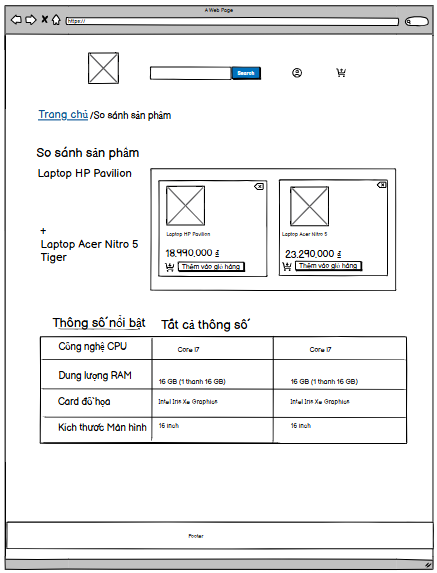 A Web Page
https://
Search
Trang chủ /So sánh sản phẩm
So sánh sản phẩm
Laptop HP Pavilion
+
Laptop Acer Nitro 5
Tiger
Laptop HP Pavilion
18.990.000 ₫
Thêm vào giỏ hàng
Laptop Acer Nitro 5
23.290.000 ₫
Thêm vào giỏ hàng
Thông số nổi bật Tất cả thông số
Công nghệ CPU Core i7 Core i7
Dung lượng RAM 16 GB (1 thanh 16 GB) 16 GB (1 thanh 16 GB)
Card đồ họa Intel Iris Xe Graphics Intel Iris Xe Graphics
Kích thước Màn hình 16 inch 16 inch
Footer